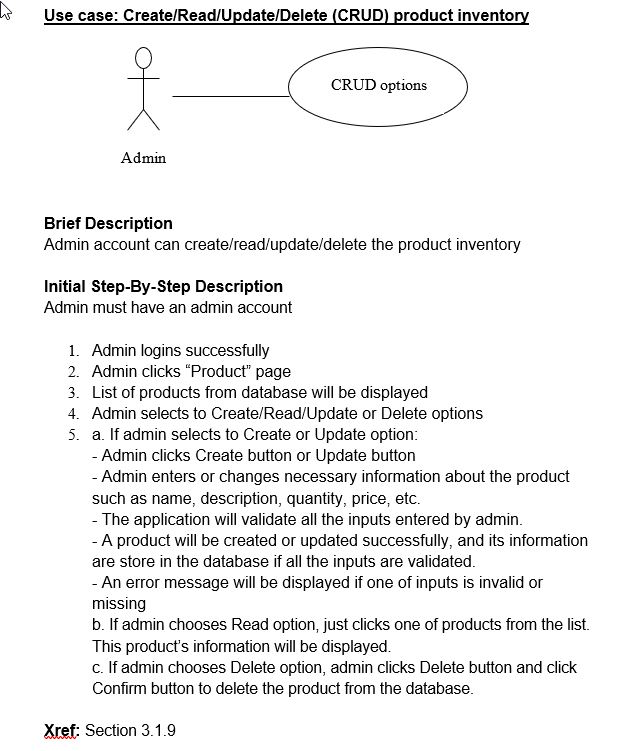 Use case: Create/Read/Update/Delete (CRUD) product inventory
CRUD options
Admin
Brief Description
Admin account can create/read/update/delete the product inventory
Initial Step-By-Step Description
Admin must have an admin account
1. Admin logins successfully
2. Admin clicks “Product” page
3. List of products from database will be displayed
4. Admin selects to Create/Read/Update or Delete options
5. a. If admin selects to Create or Update option:
- Admin clicks Create button or Update button
- Admin enters or changes necessary information about the product
such as name, description, quantity, price, etc.
- The application will validate all the inputs entered by admin.
- A product will be created or updated successfully, and its information
are store in the database if all the inputs are validated.
- An error message will be displayed if one of inputs is invalid or
missing
b. If admin chooses Read option, just clicks one of products from the list.
This product’s information will be displayed.
c. If admin chooses Delete option, admin clicks Delete button and click
Confirm button to delete the product from the database.
Xref: Section 3.1.9